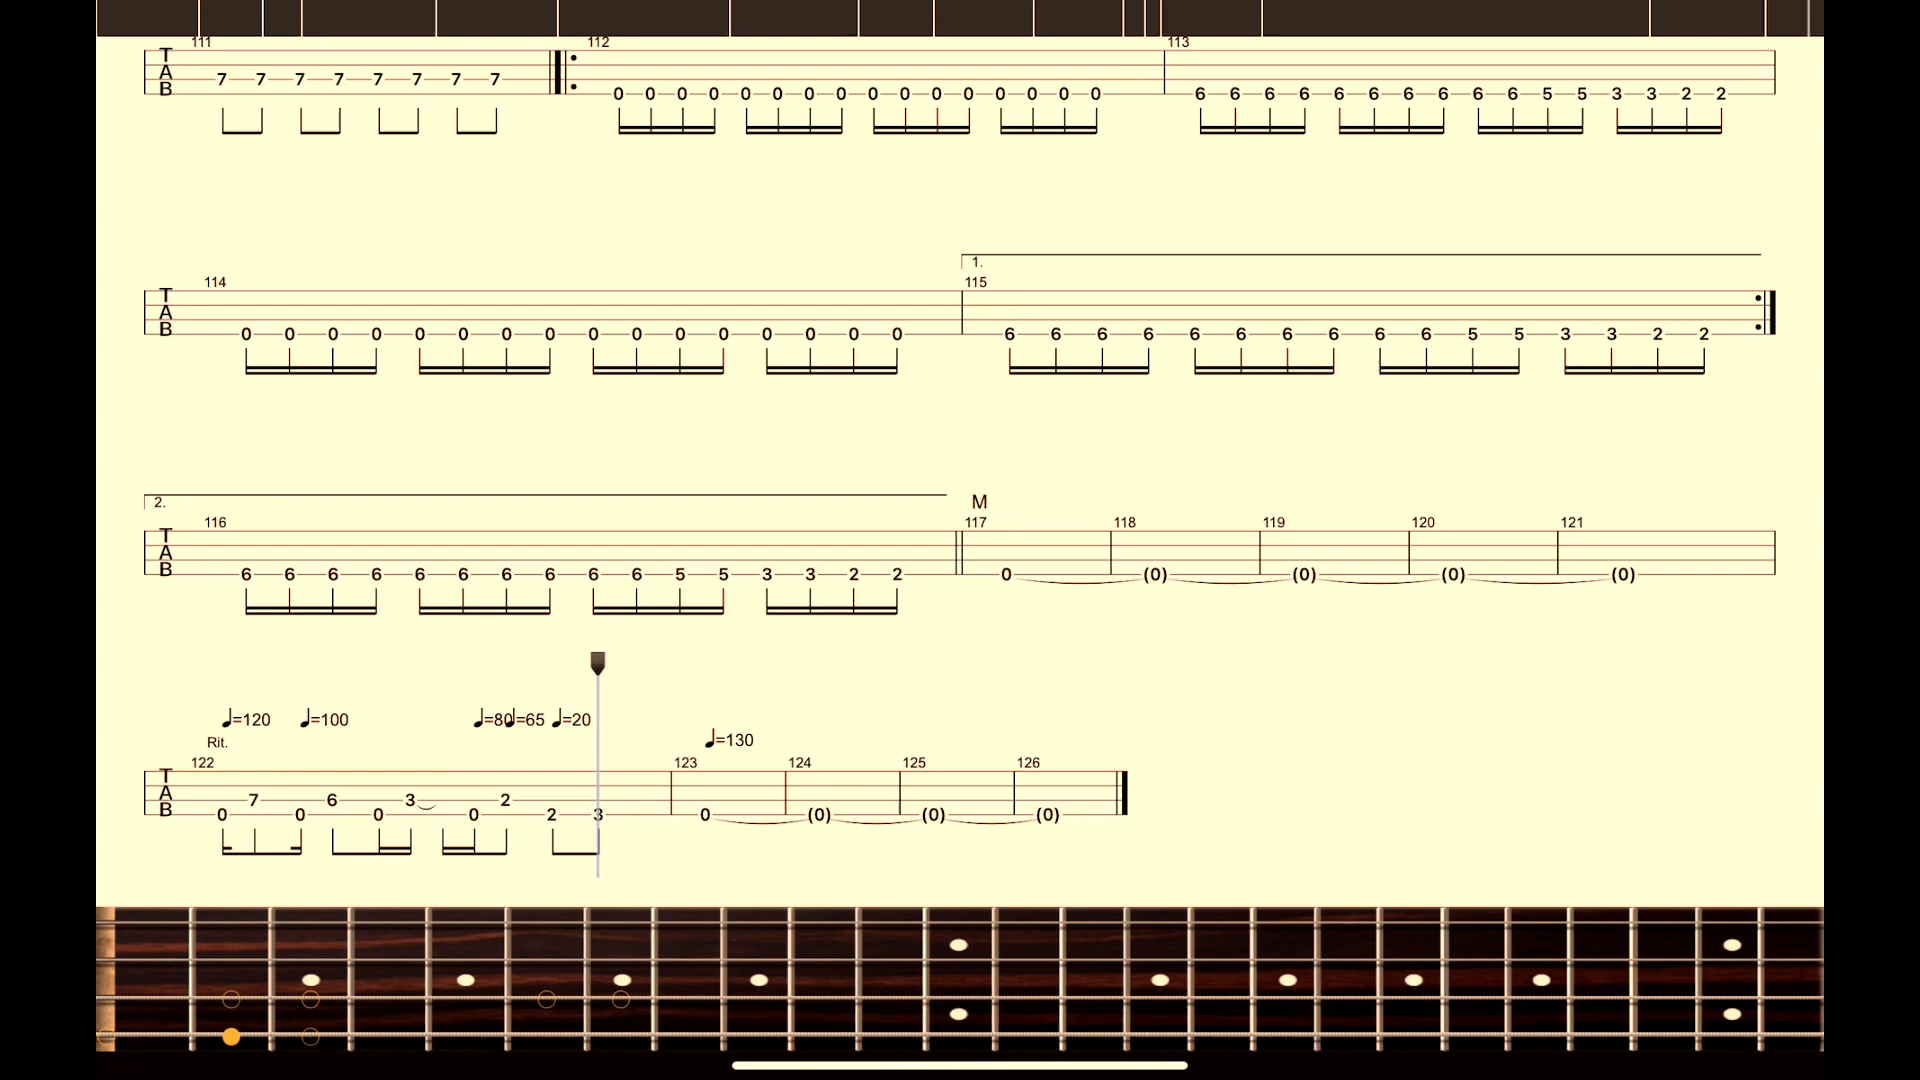 111 112 113
T
A 7 7 7 7 7 7 7 7
B 0 0 0 0 0 0 0 0 0 0 0 0 0 0 0 0 6 6 6 6 6 6 6 6 6 6 5 5 3 3 2 2
1.
114 115
T
A
B 0 0 0 0 0 0 0 0 0 0 0 0 0 0 0 0 6 6 6 6 6 6 6 6 6 6 5 5 3 3 2 2
2. M
116 117 118 119 120 121
T
A
B 6 6 6 6 6 6 6 6 6 6 5 5 3 3 2 2 0 (0) (0) (0) (0)
♩=120 ♩=100 ♩=80 ♩=65 ♩=20
Rit. ♩=130
122 123 124 125 126
T
A 7 6 3 2
B 0 0 0 0 2 3 0 (0) (0) (0)